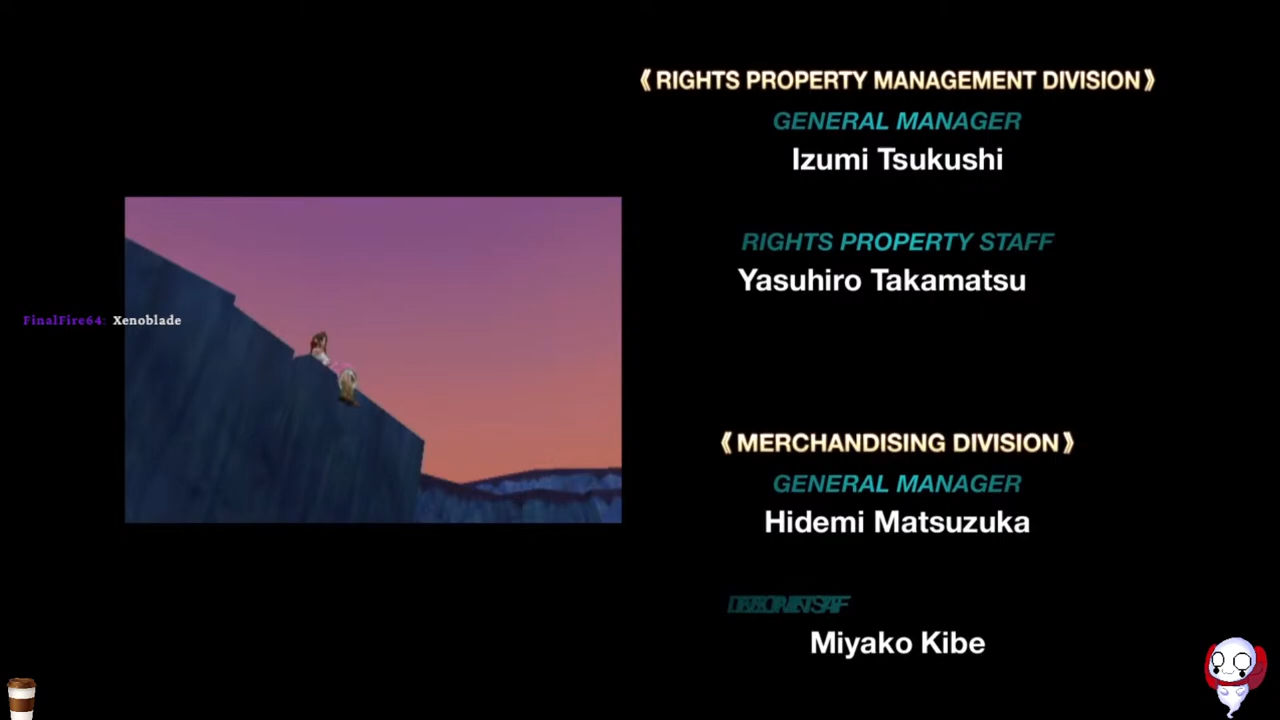 《RIGHTS PROPERTY MANAGEMENT DIVISION》
GENERAL MANAGER
Izumi Tsukushi
RIGHTS PROPERTY STAFF
Yasuhiro Takamatsu
FinalFire64: Xenoblade
《MERCHANDISING DIVISION》
GENERAL MANAGER
Hidemi Matsuzuka
Miyako Kibe